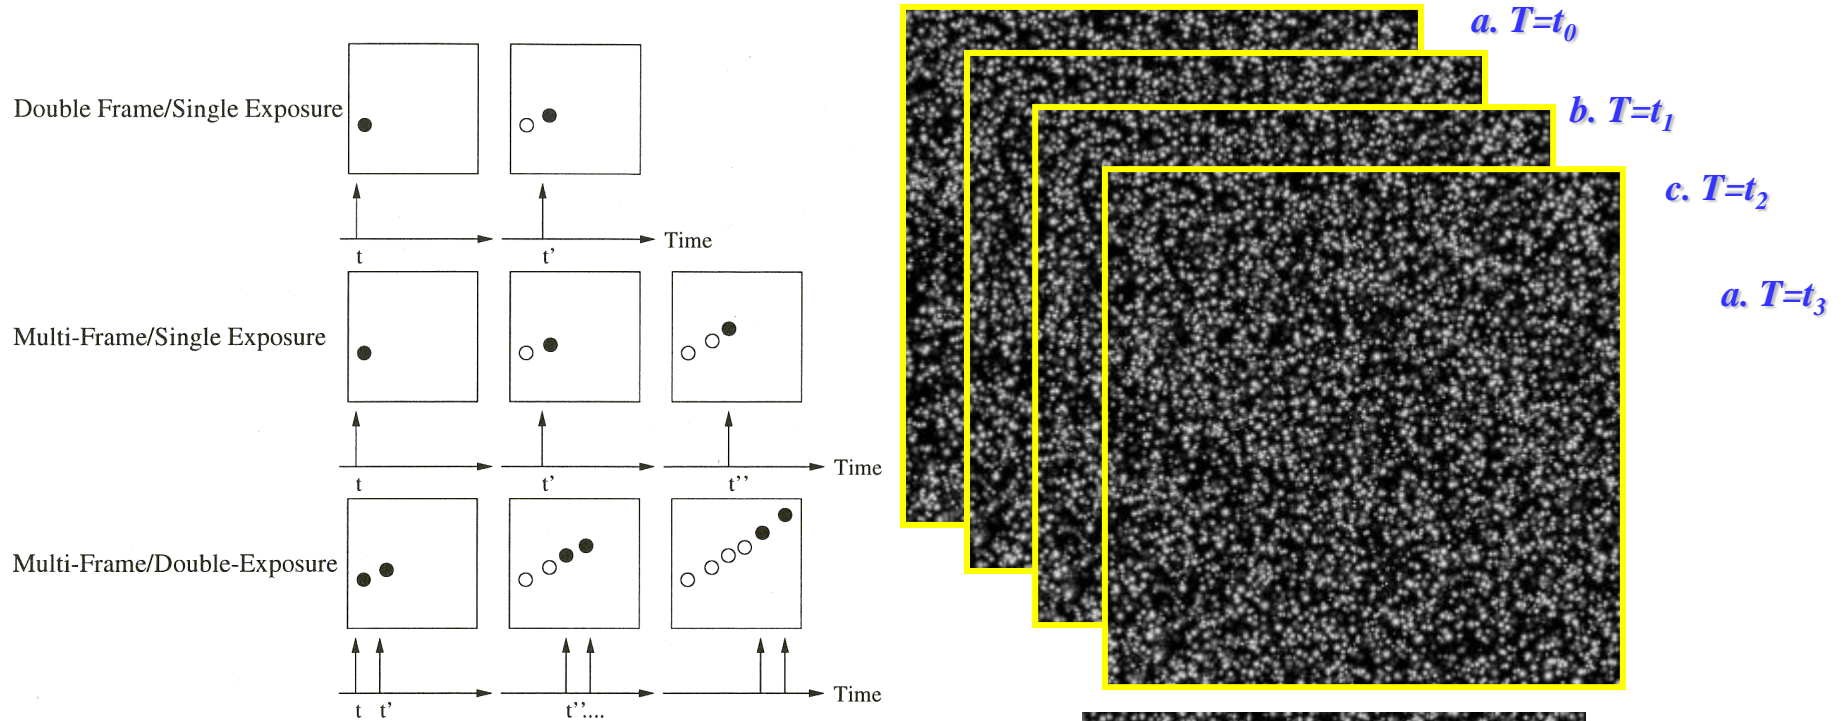 Double Frame/Single Exposure
t
t'
Time
Multi-Frame/Single Exposure
t
t'
t''
Time
Multi-Frame/Double-Exposure
t t'
t''....
Time
a. T=t0
b. T=t1
c. T=t2
a. T=t3